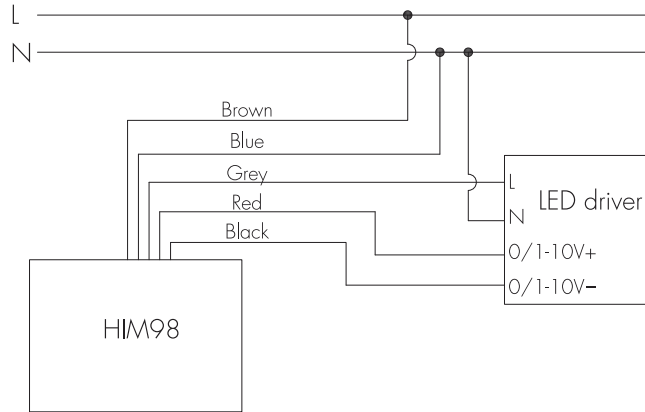 L
N
Brown
Blue
Grey
Red
Black
HIM98
L
LED driver
N
0/1-10V+
0/1-10V−